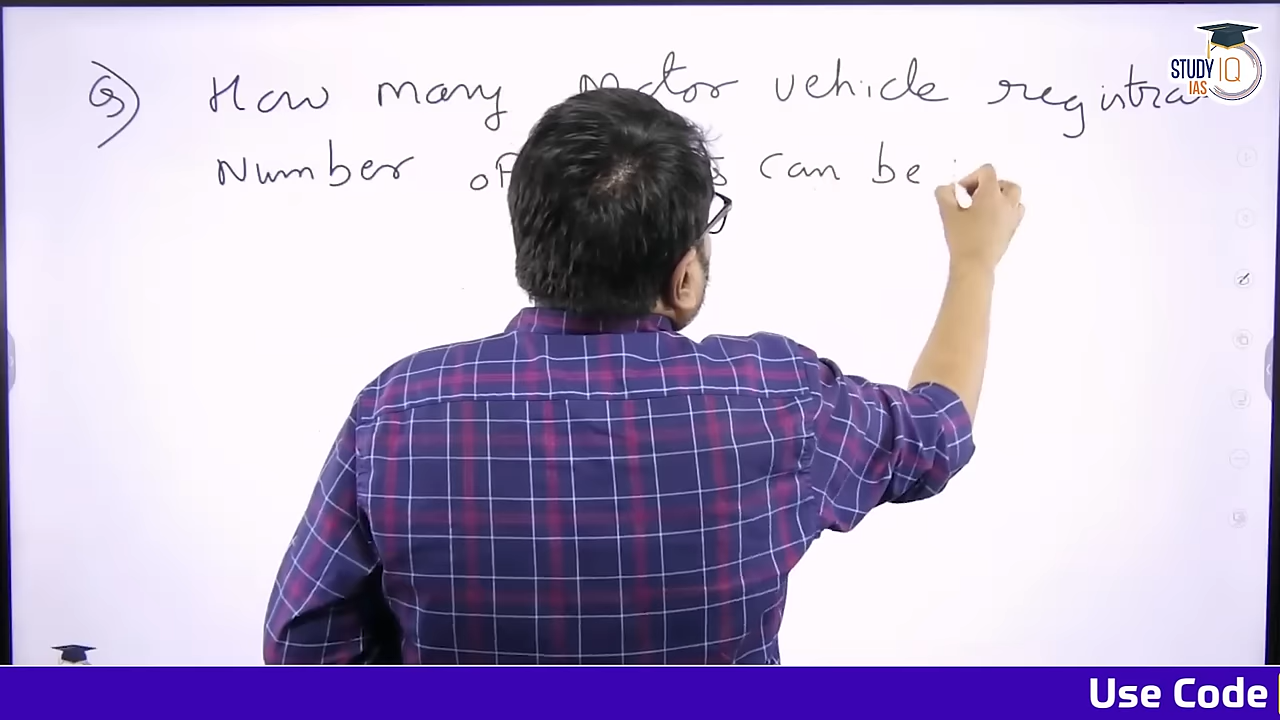 Q) How many Motor vehicle registra
Number of can be
STUDY IQ
IAS
Use Code